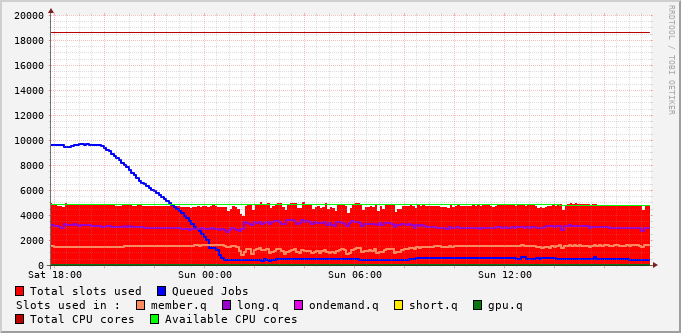 RRDTOOL / TOBI OETIKER
20000
18000
16000
14000
12000
10000
8000
6000
4000
2000
0
Sat 18:00 Sun 00:00 Sun 06:00 Sun 12:00
Total slots used Queued Jobs
Slots used in : member.q long.q ondemand.q short.q gpu.q
Total CPU cores Available CPU cores